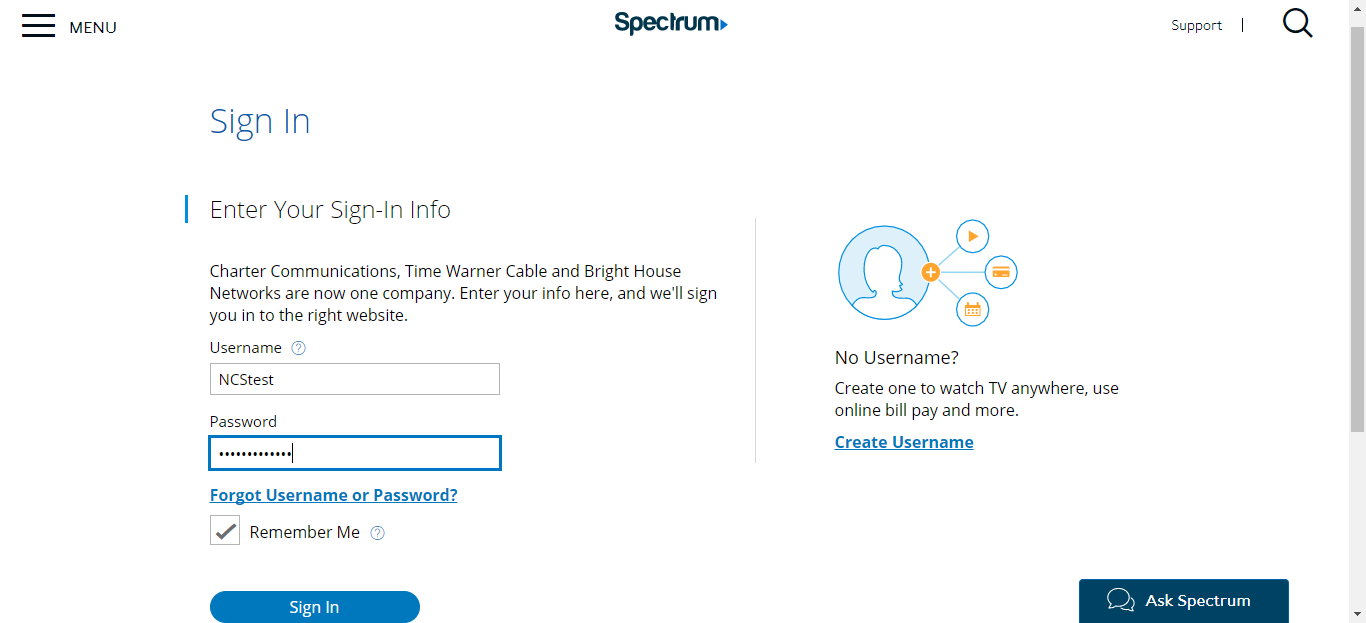 MENU
Spectrum
Support |
Sign In
Enter Your Sign-In Info
Charter Communications, Time Warner Cable and Bright House
Networks are now one company. Enter your info here, and we'll sign
you in to the right website.
Username ?
NCStest
Password
•••••••••••••
Forgot Username or Password?
Remember Me ?
Sign In
No Username?
Create one to watch TV anywhere, use
online bill pay and more.
Create Username
Ask Spectrum